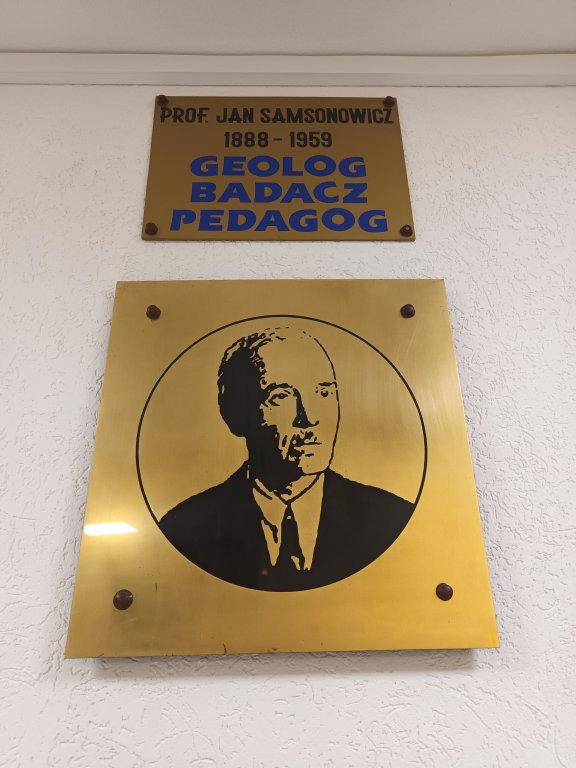 PROF. JAN SAMSONOWICZ
1888 - 1959
GEOLOG
BADACZ
PEDAGOG